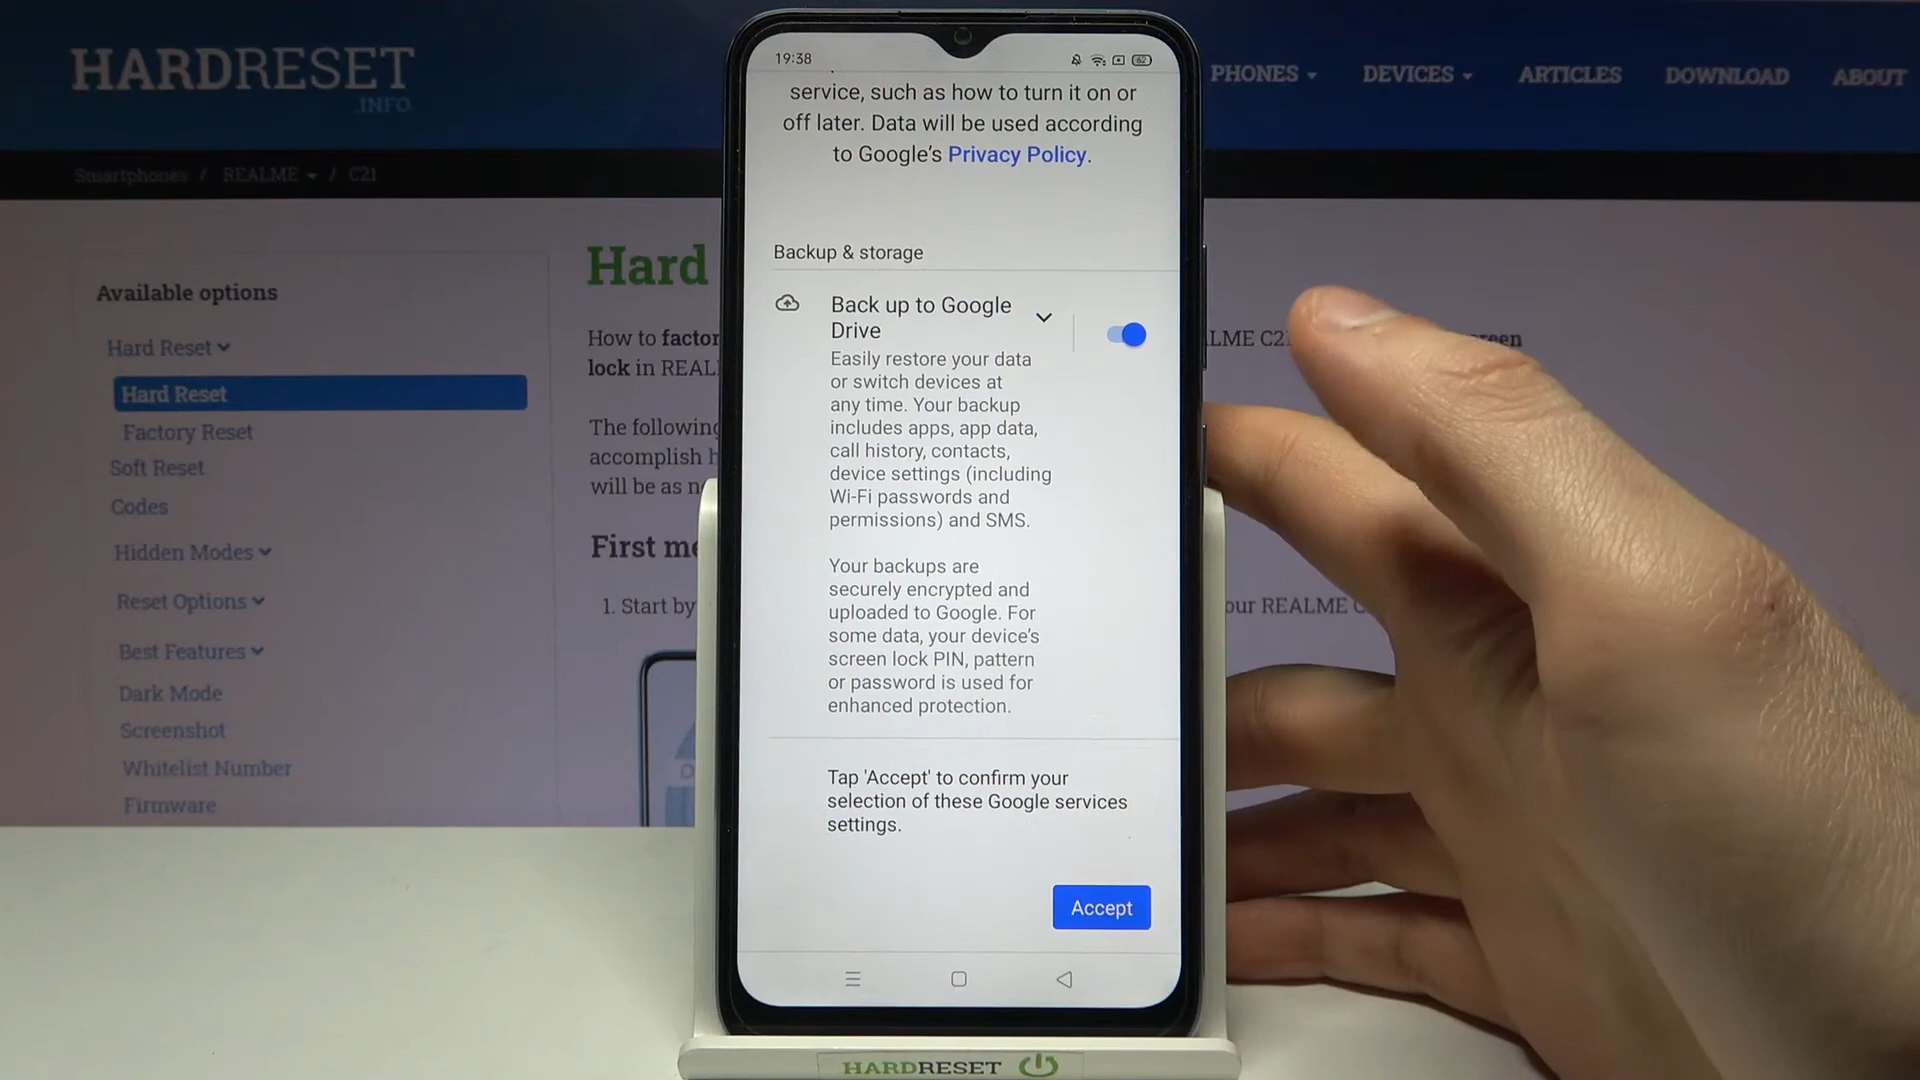 HARDRESET
.INFO
PHONES
DEVICES
ARTICLES
DOWNLOAD
ABOUT
Smartphones / REALME / C21
Available options
Hard Reset
Hard Reset
Factory Reset
Soft Reset
Codes
Hidden Modes
Reset Options
Best Features
Dark Mode
Screenshot
Whitelist Number
Firmware
Hard
How to factor
lock in REAL
The following
accomplish h
will be as n
First me
1. Start by
our REALME C
19:38
62
service, such as how to turn it on or
off later. Data will be used according
to Google's Privacy Policy.
Backup & storage
Back up to Google
Drive
Easily restore your data
or switch devices at
any time. Your backup
includes apps, app data,
call history, contacts,
device settings (including
Wi-Fi passwords and
permissions) and SMS.
Your backups are
securely encrypted and
uploaded to Google. For
some data, your device's
screen lock PIN, pattern
or password is used for
enhanced protection.
Tap 'Accept' to confirm your
selection of these Google services
settings.
Accept
HARDRESET